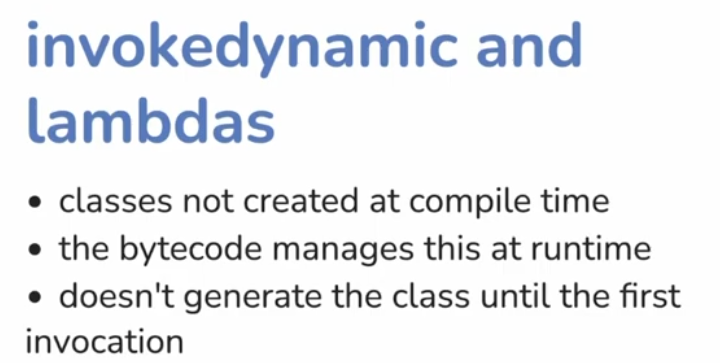 invokedynamic and
lambdas
• classes not created at compile time
• the bytecode manages this at runtime
• doesn't generate the class until the first
invocation